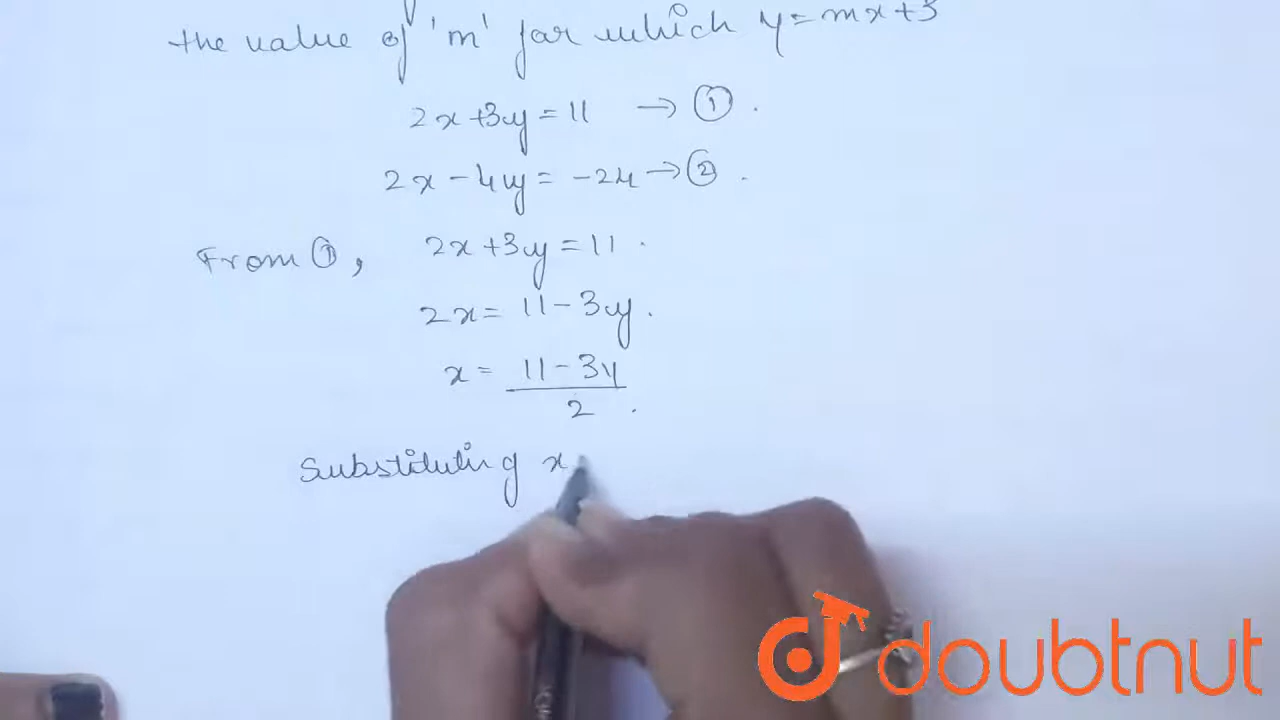 the value of 'm' for which y=mx+3
2x+3y=11 → ①.
2x-4y=-24 → ②.
From ①, 2x+3y=11.
2x=11-3y.
x=11-3y
2.
Substituting x
doubtnut